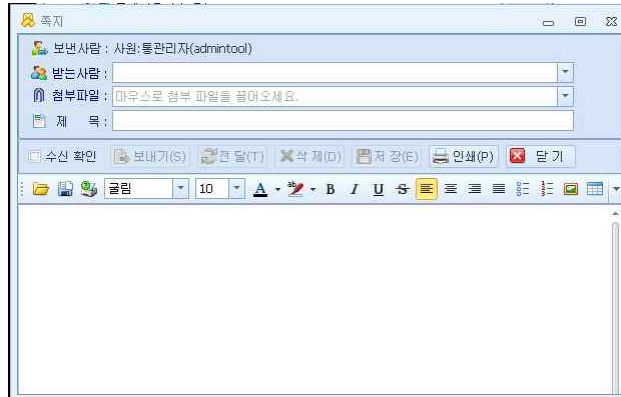 쪽지
보낸사람 : 사원:통관리자(admintool)
받는사람 :
첨부파일 : 마우스로 첨부 파일을 끌어오세요.
제 목 :
수신 확인 보내기(S) 전 달(T) 삭 제(D) 저 장(E) 인쇄(P) 닫 기
굴림 10 A ab B I U S